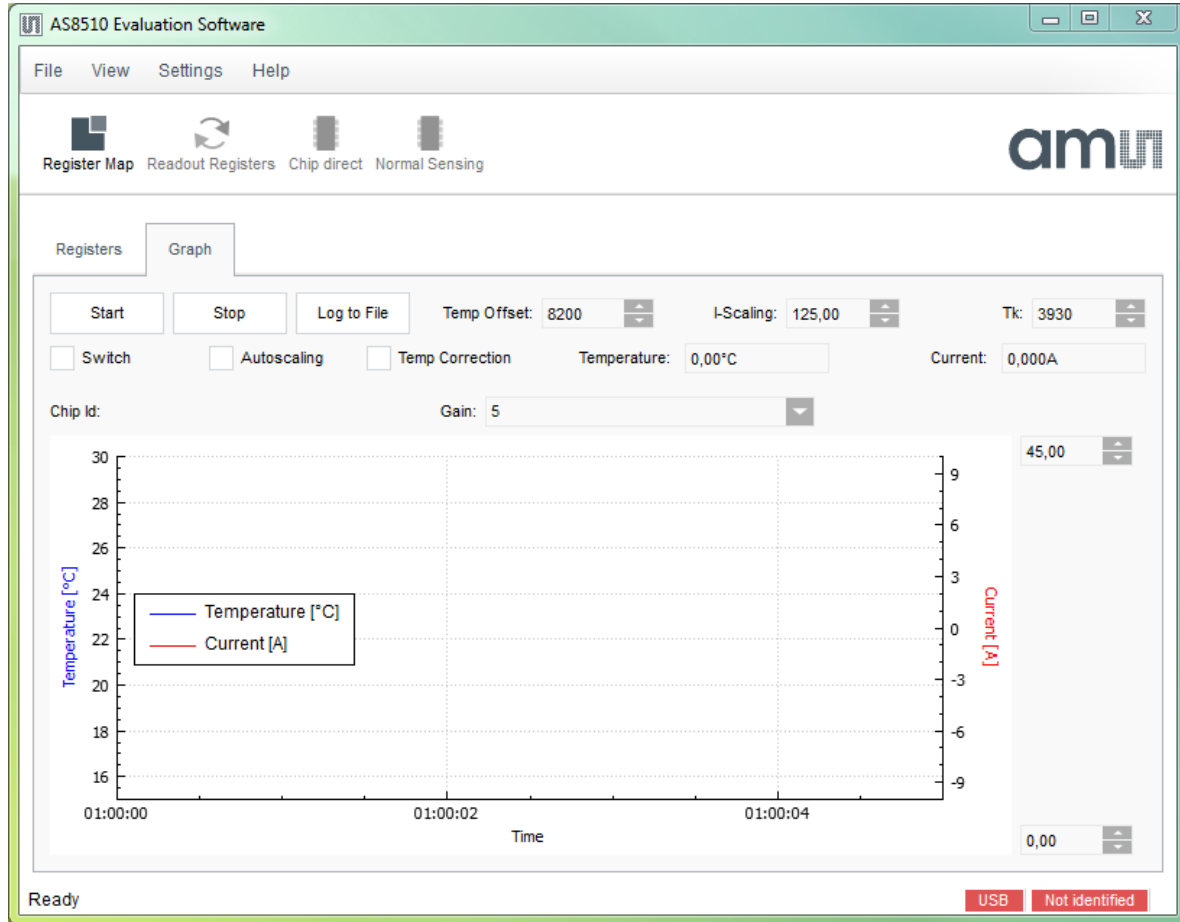 AS8510 Evaluation Software
File View Settings Help
Register Map Readout Registers Chip direct Normal Sensing
am
Registers Graph
Start Stop Log to File Temp Offset: 8200 I-Scaling: 125,00 Tk: 3930
Switch Autoscaling Temp Correction Temperature: 0,00°C Current: 0,000A
Chip Id: Gain: 5
45,00
30
28
26
24
22
20
18
16
Temperature [°C]
Temperature [°C]
Current [A]
9
6
3
0
-3
-6
-9
Current [A]
01:00:00 01:00:02 01:00:04
Time
0,00
Ready USB Not identified